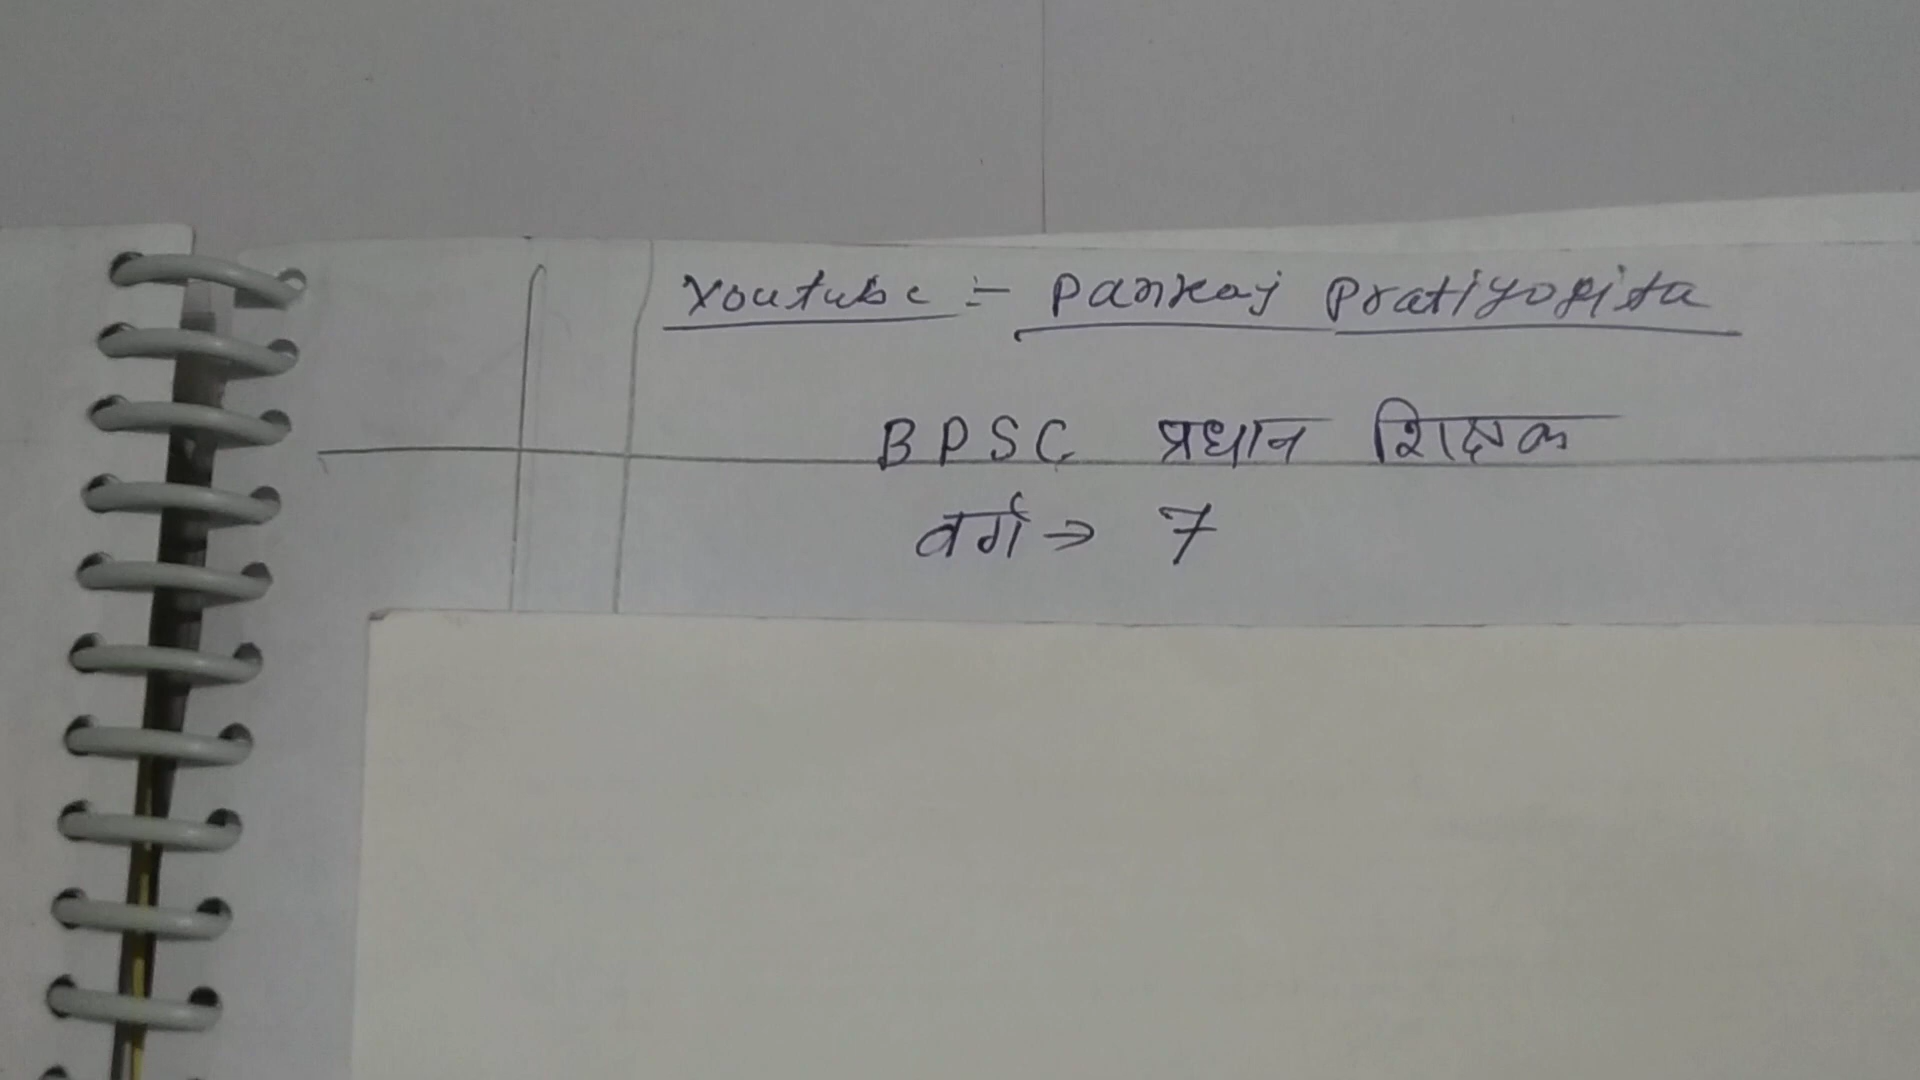 Youtube :- Pankaj Pratiyogita
BPSC प्रधान शिक्षक
वर्ग → 7